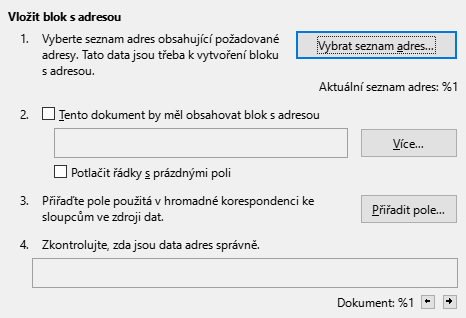 Vložit blok s adresou
1. Vyberte seznam adres obsahující požadované
adresy. Tato data jsou třeba k vytvoření bloku
s adresou.
Vybrat seznam adres...
Aktuální seznam adres: %1
2. Tento dokument by měl obsahovat blok s adresou
Více...
Potlačit řádky s prázdnými poli
3. Přiřaďte pole použitá v hromadné korespondenci ke
sloupcům ve zdroji dat.
Přiřadit pole...
4. Zkontrolujte, zda jsou data adres správně.
Dokument: %1